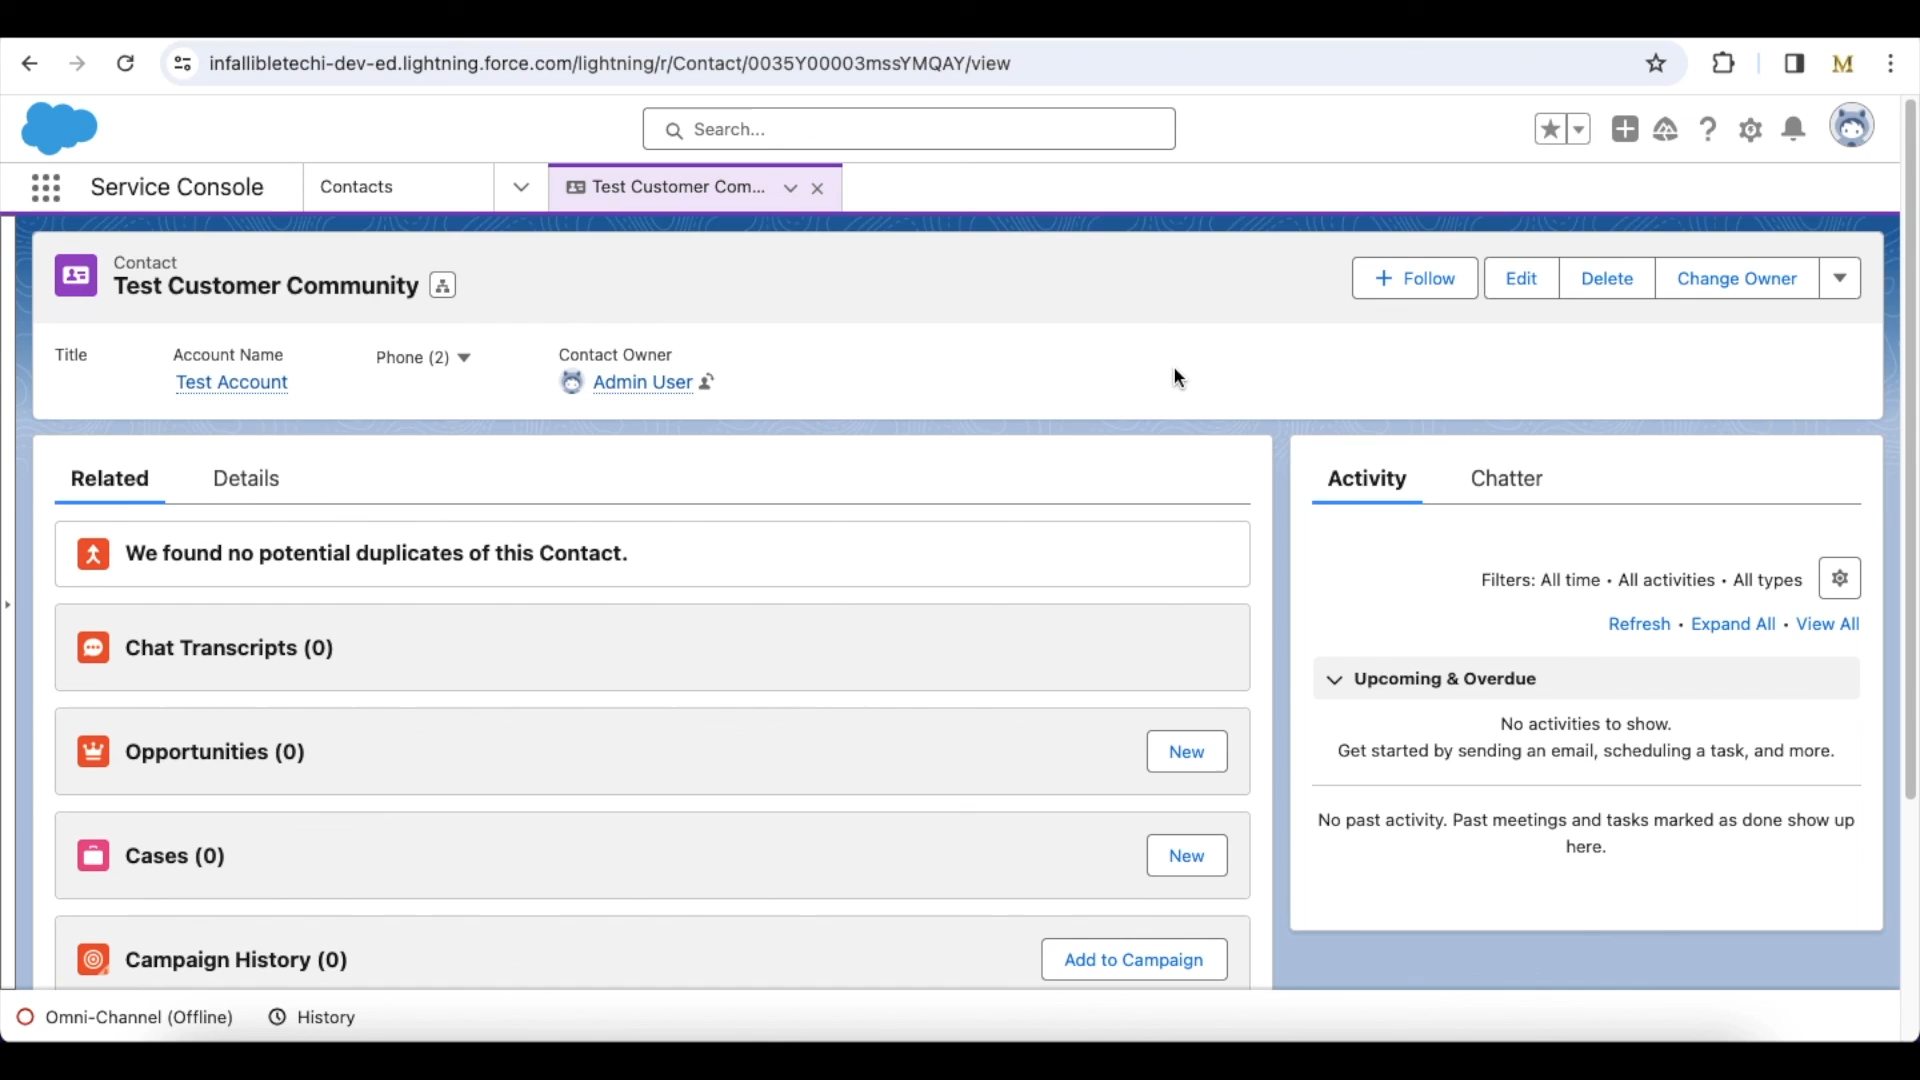 infallibletechi-dev-ed.lightning.force.com/lightning/r/Contact/0035Y00003mssYMQAY/view
M
Search...
Service Console
Contacts
Test Customer Com...
Contact
Test Customer Community
Follow
Edit
Delete
Change Owner
Title
Account Name
Phone (2)
Contact Owner
Test Account
Admin User
Related
Details
Activity
Chatter
We found no potential duplicates of this Contact.
Filters: All time • All activities • All types
Refresh • Expand All • View All
Chat Transcripts (0)
Upcoming & Overdue
No activities to show.
Get started by sending an email, scheduling a task, and more.
Opportunities (0)
New
No past activity. Past meetings and tasks marked as done show up
here.
Cases (0)
New
Campaign History (0)
Add to Campaign
Omni-Channel (Offline)
History